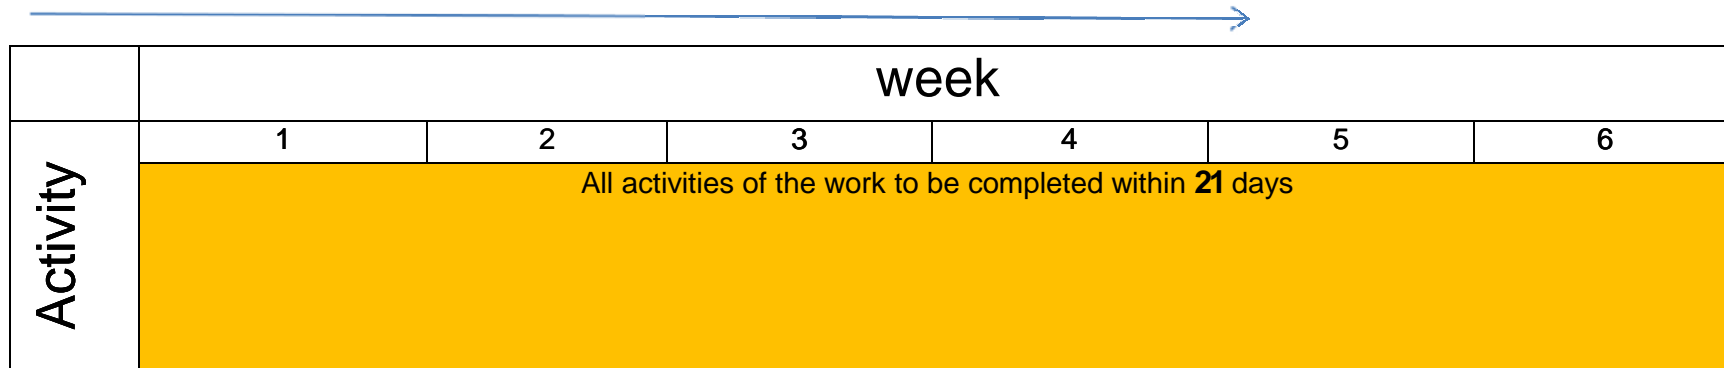 week
1 2 3 4 5 6
Activity
All activities of the work to be completed within 21 days